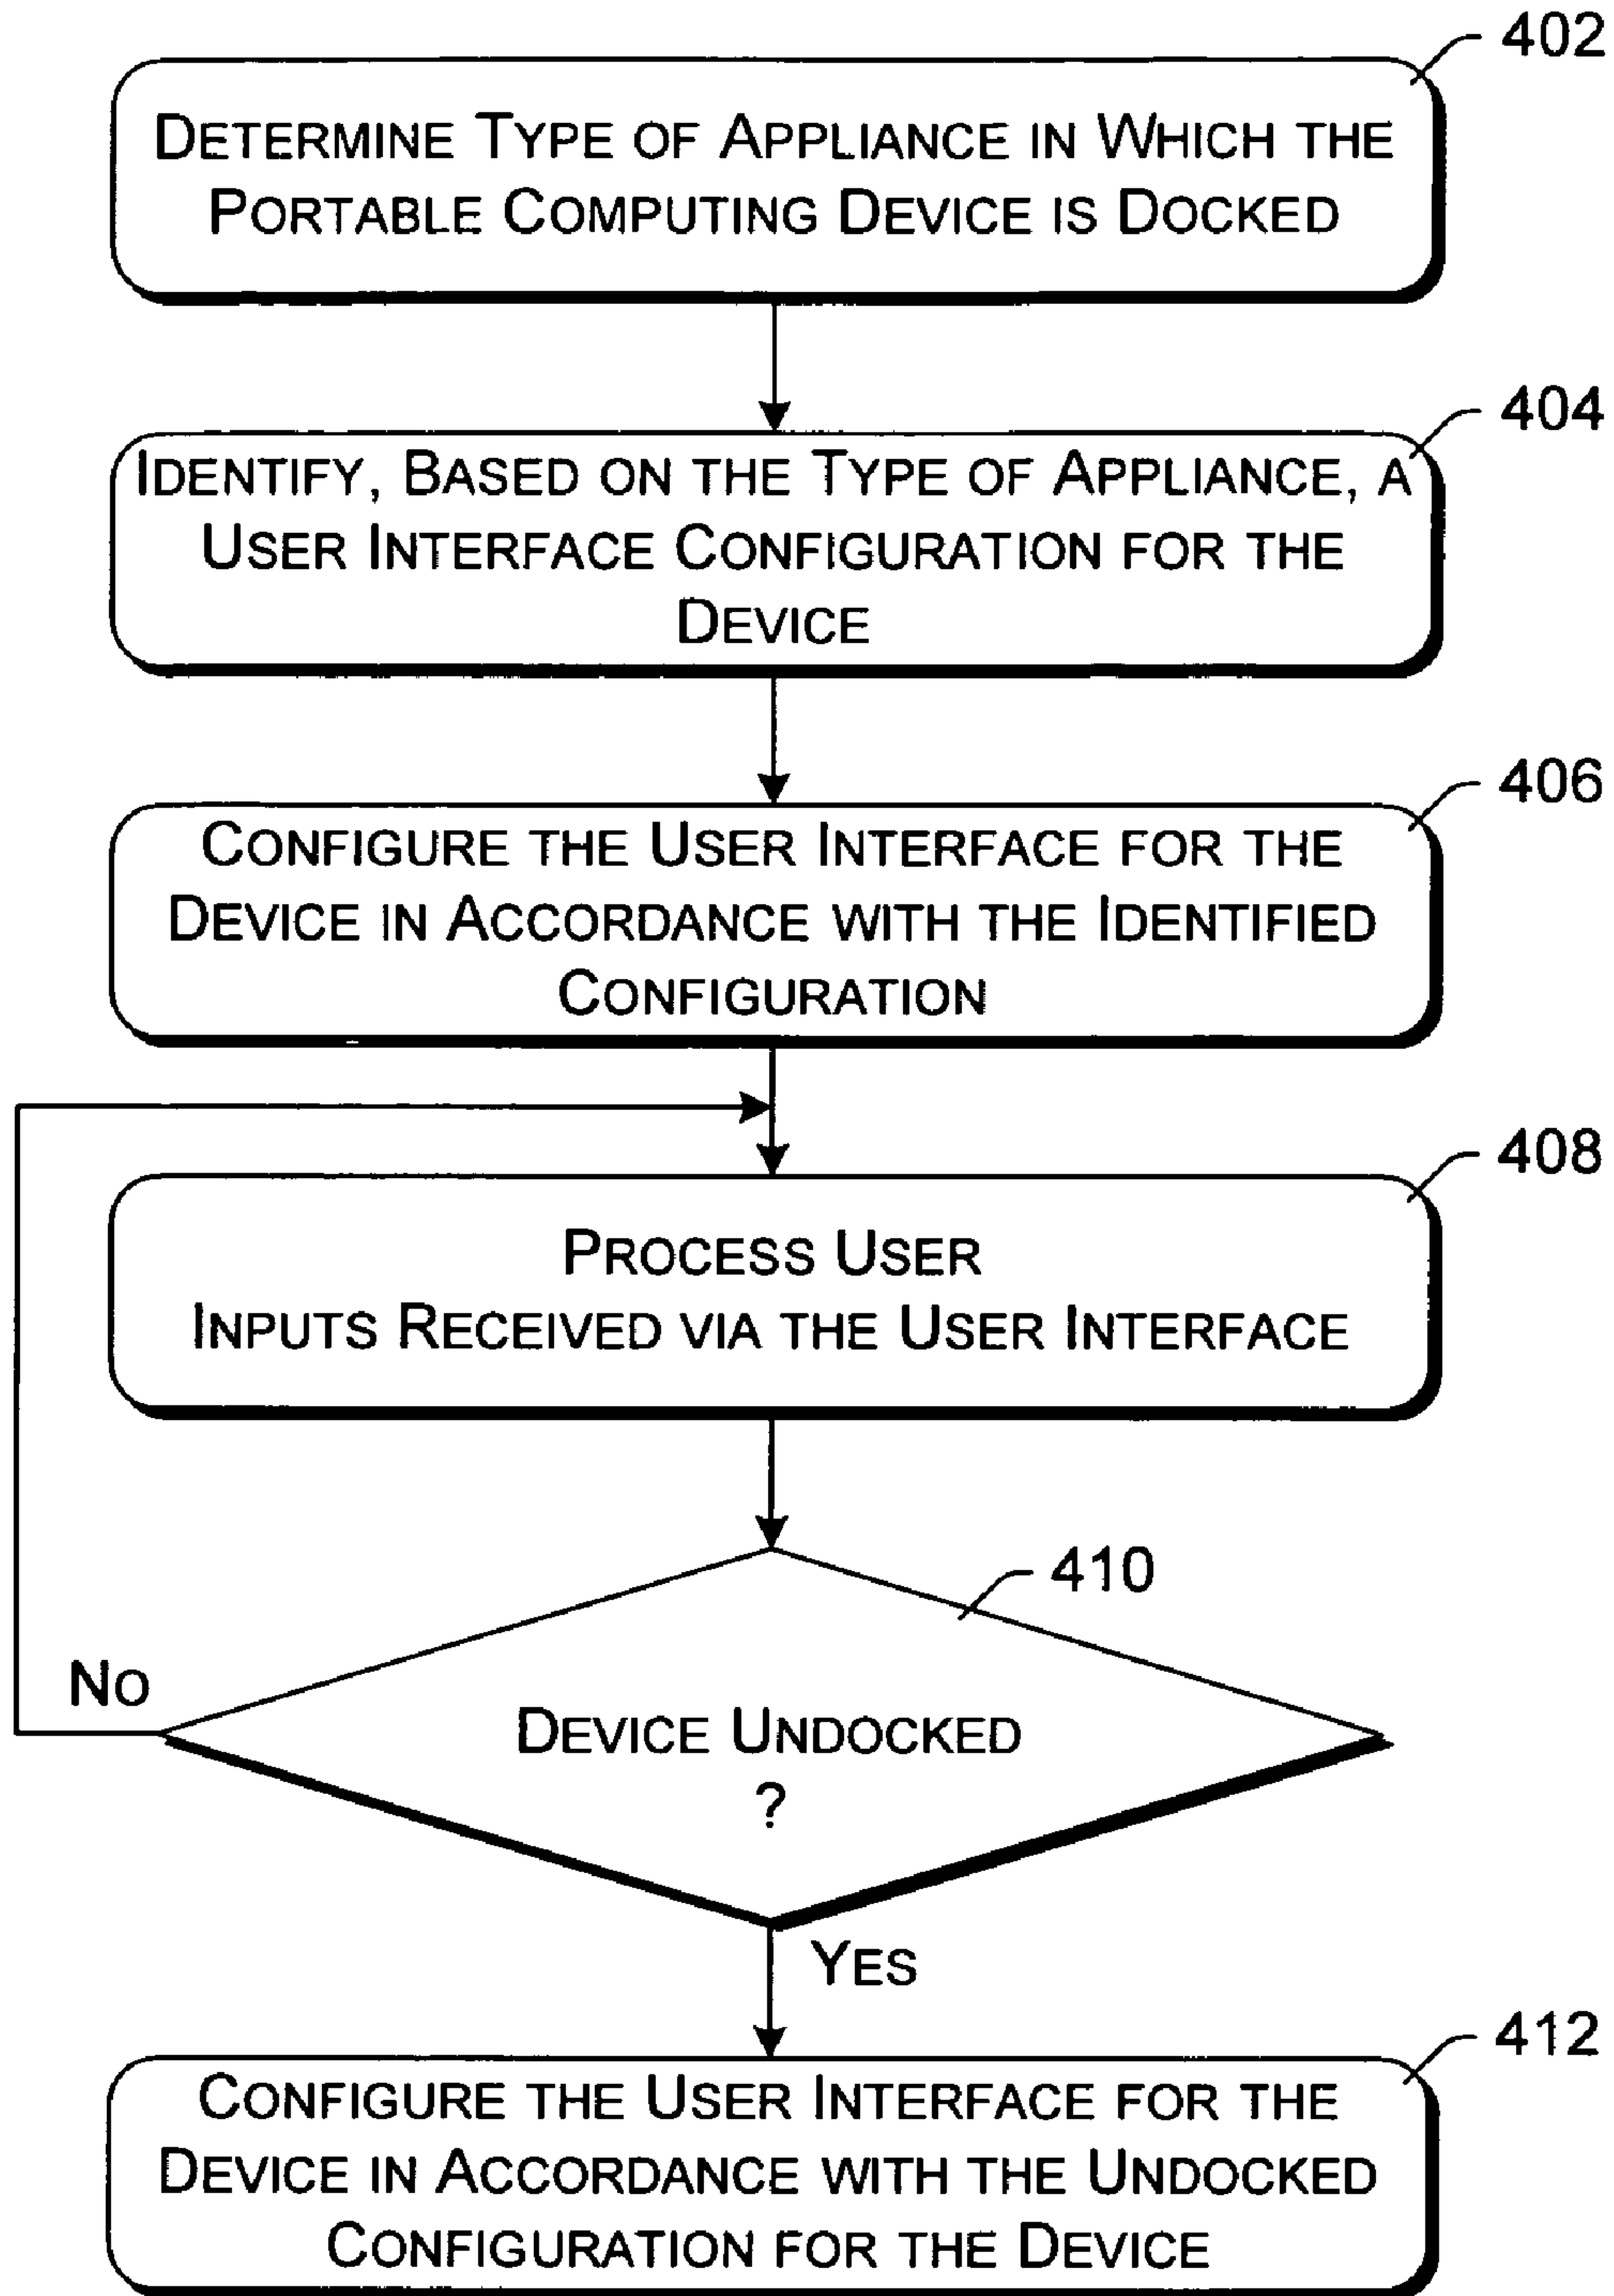 402
DETERMINE TYPE OF APPLIANCE IN WHICH THE
PORTABLE COMPUTING DEVICE IS DOCKED
404
IDENTIFY, BASED ON THE TYPE OF APPLIANCE, A
USER INTERFACE CONFIGURATION FOR THE
DEVICE
406
CONFIGURE THE USER INTERFACE FOR THE
DEVICE IN ACCORDANCE WITH THE IDENTIFIED
CONFIGURATION
408
PROCESS USER
INPUTS RECEIVED VIA THE USER INTERFACE
410
NO
DEVICE UNDOCKED
?
YES
412
CONFIGURE THE USER INTERFACE FOR THE
DEVICE IN ACCORDANCE WITH THE UNDOCKED
CONFIGURATION FOR THE DEVICE